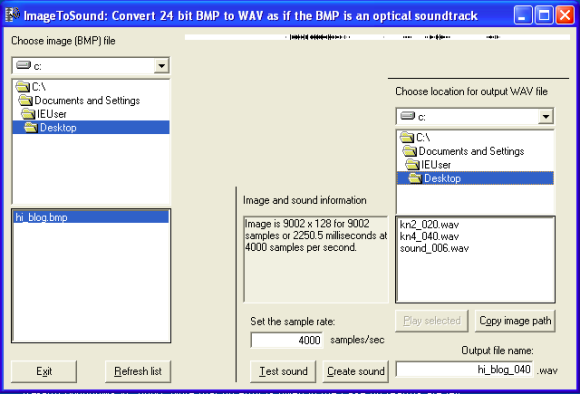 ImageToSound: Convert 24 bit BMP to WAV as if the BMP is an optical soundtrack
Choose image (BMP) file
c:
C:\
Documents and Settings
IEUser
Desktop
hi_blog.bmp
Exit
Refresh list
Image and sound information
Image is 9002 x 128 for 9002
samples or 2250.5 milliseconds at
4000 samples per second.
Set the sample rate:
4000 samples/sec
Test sound
Create sound
Choose location for output WAV file
c:
C:\
Documents and Settings
IEUser
Desktop
kn2_020.wav
kn4_040.wav
sound_006.wav
Play selected
Copy image path
Output file name:
hi_blog_040 .wav